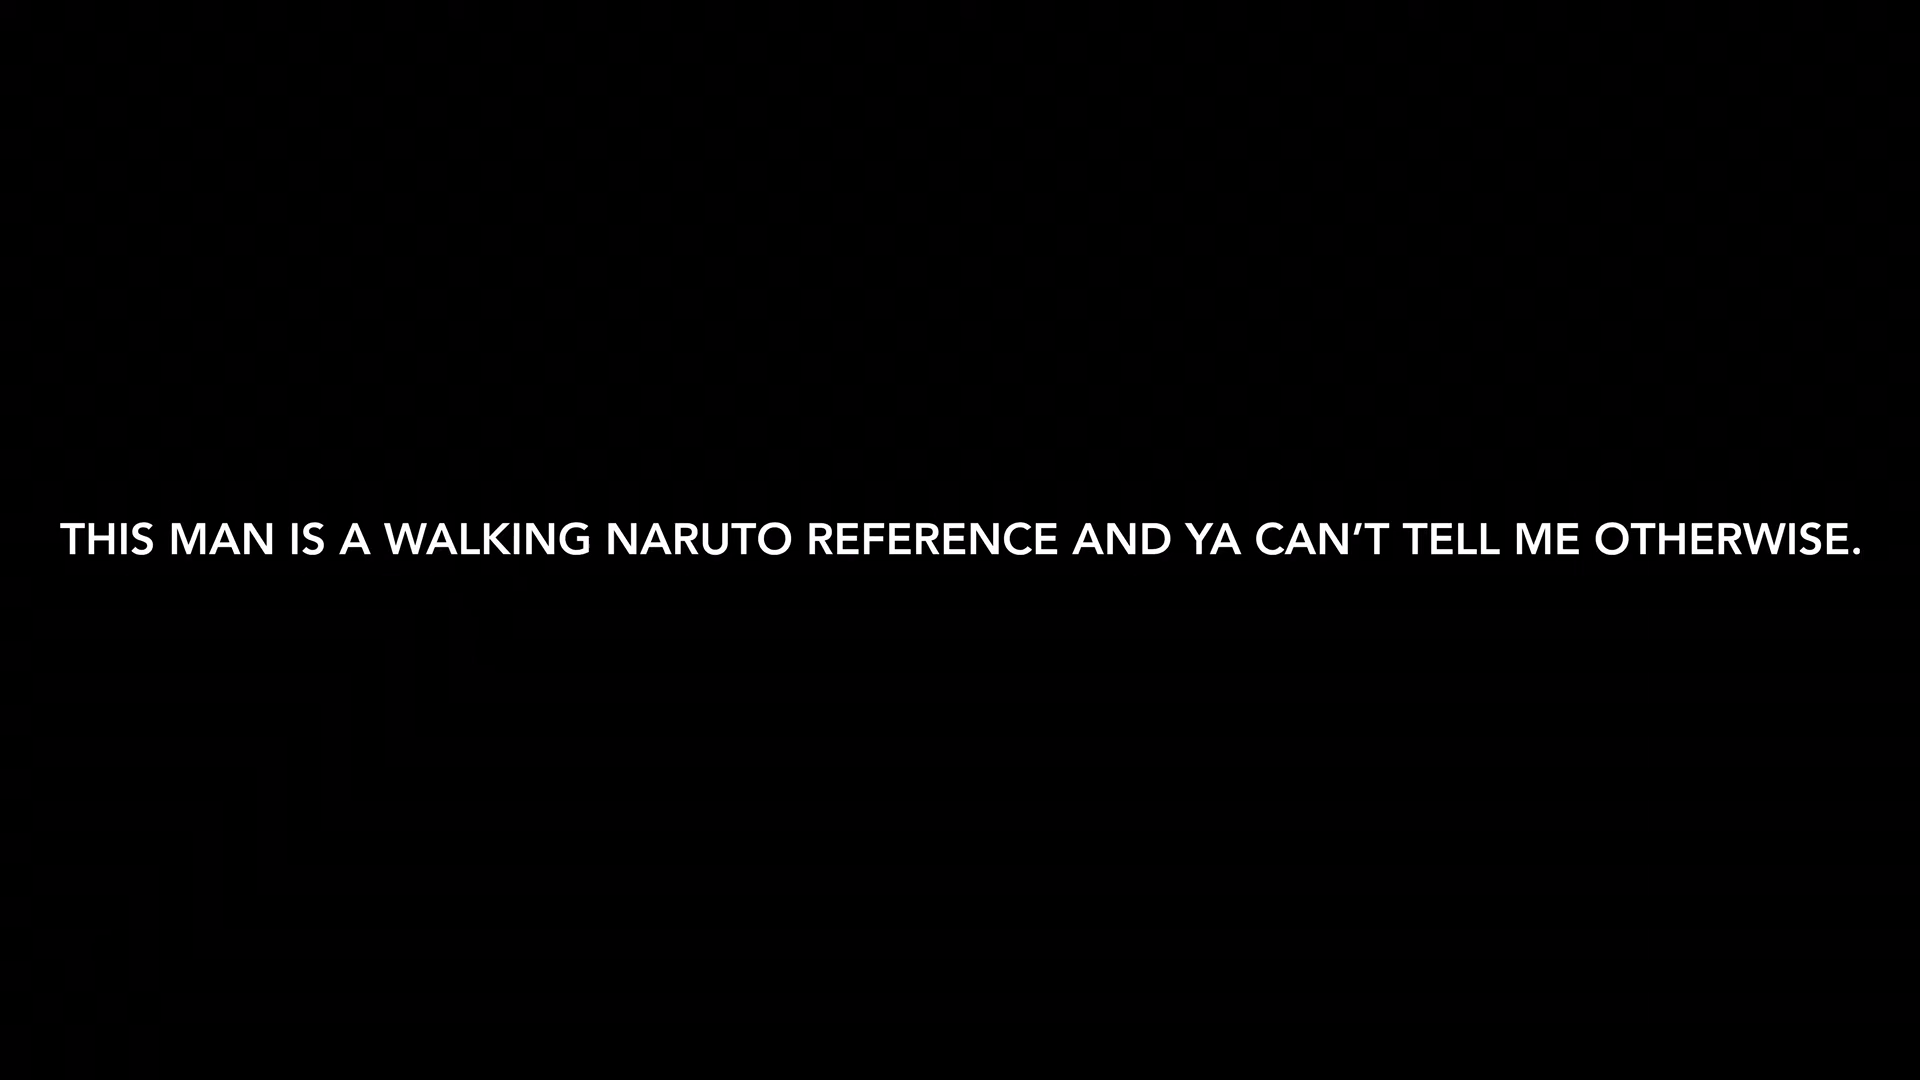 THIS MAN IS A WALKING NARUTO REFERENCE AND YA CAN‘T TELL ME OTHERWISE.